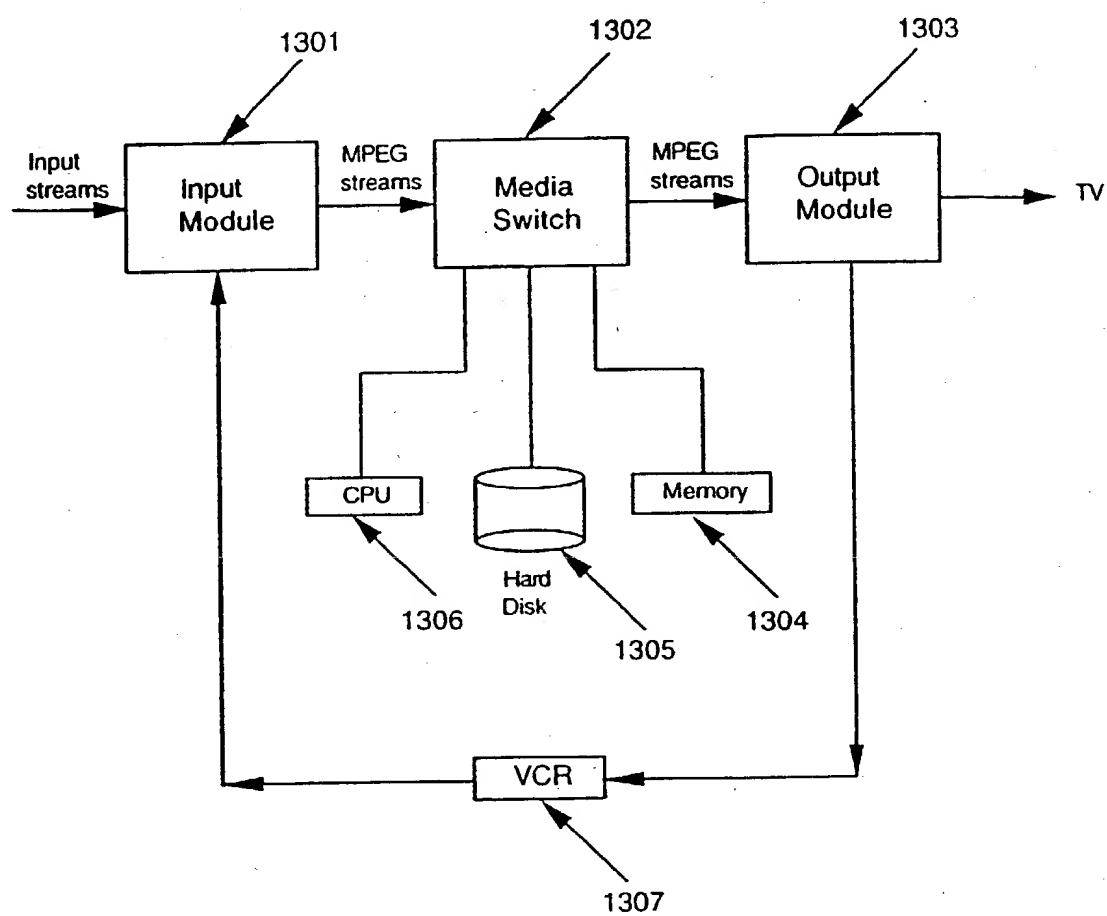 1301
1302
1303
Input
streams
Input
Module
MPEG
streams
Media
Switch
MPEG
streams
Output
Module
TV
CPU
Hard
Disk
Memory
1306
1305
1304
VCR
1307